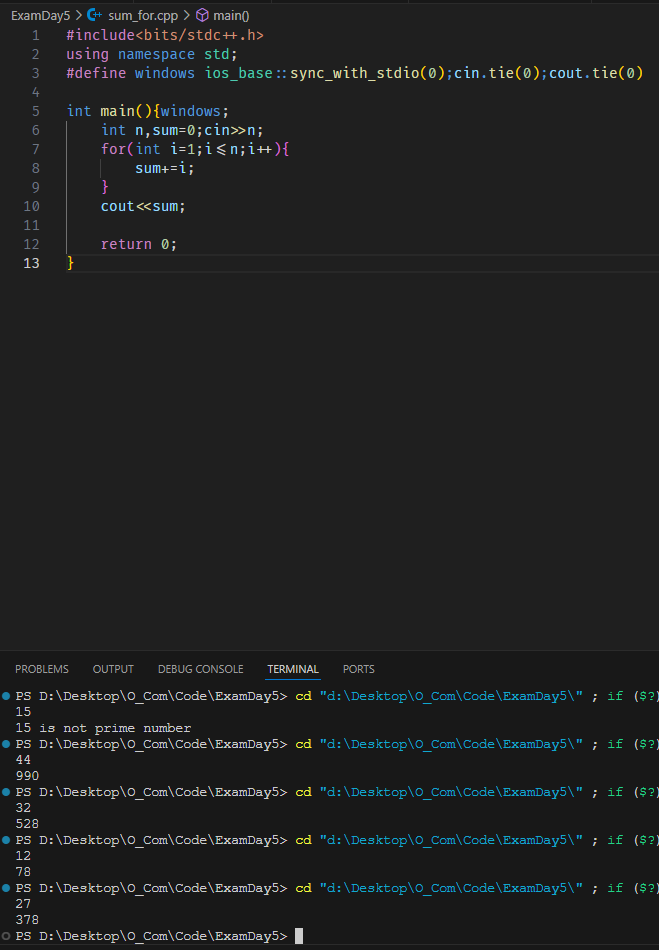 ExamDay5 > sum_for.cpp > main()
1 #include<bits/stdc++.h>
2 using namespace std;
3 #define windows ios_base::sync_with_stdio(0);cin.tie(0);cout.tie(0)
4
5 int main(){windows;
6 int n,sum=0;cin>>n;
7 for(int i=1;i<=n;i++){
8 sum+=i;
9 }
10 cout<<sum;
11
12 return 0;
13 }
PROBLEMS OUTPUT DEBUG CONSOLE TERMINAL PORTS
PS D:\Desktop\O_Com\Code\ExamDay5> cd "d:\Desktop\O_Com\Code\ExamDay5\" ; if ($?)
15
15 is not prime number
PS D:\Desktop\O_Com\Code\ExamDay5> cd "d:\Desktop\O_Com\Code\ExamDay5\" ; if ($?)
44
990
PS D:\Desktop\O_Com\Code\ExamDay5> cd "d:\Desktop\O_Com\Code\ExamDay5\" ; if ($?)
32
528
PS D:\Desktop\O_Com\Code\ExamDay5> cd "d:\Desktop\O_Com\Code\ExamDay5\" ; if ($?)
12
78
PS D:\Desktop\O_Com\Code\ExamDay5> cd "d:\Desktop\O_Com\Code\ExamDay5\" ; if ($?)
27
378
PS D:\Desktop\O_Com\Code\ExamDay5>